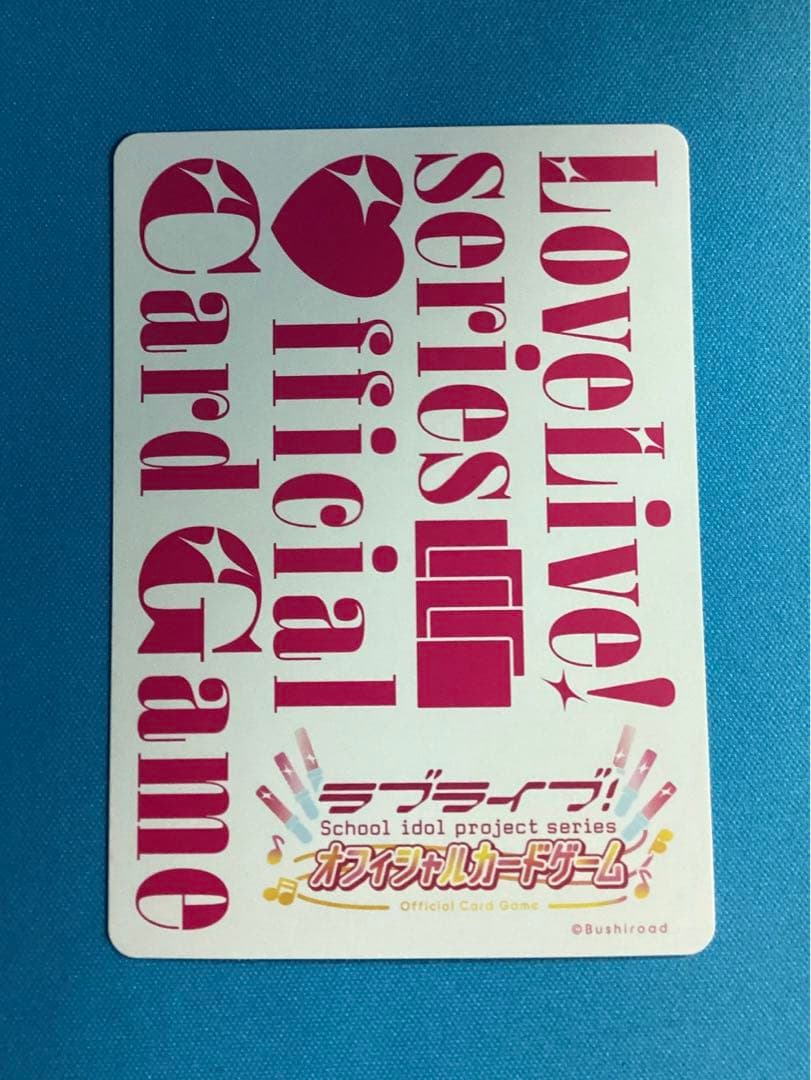 LoveLive!
series
♥fficial
Card Game
ラブライブ!
School idol project series
オフィシャルカードゲーム
Official Card Game
©Bushiroad